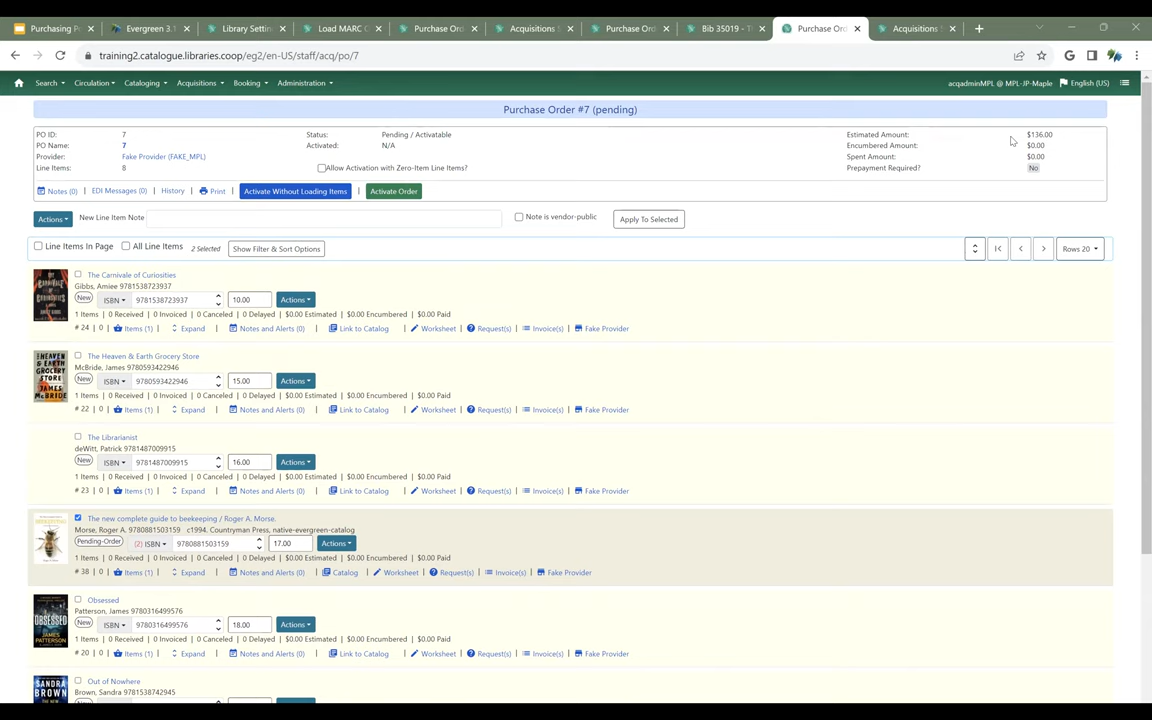 Purchasing P
Evergreen 3.1
Library Settin
Load MARC O
Purchase Ord
Acquisitions S
Purchase Ord
Bib 35019 - Th
Purchase Ord
Acquisitions S
training2.catalogue.libraries.coop/eg2/en-US/staff/acq/po/7
Search Circulation Cataloging Acquisitions Booking Administration acqadminMPL @ MPL-JP-Maple English (US)
Purchase Order #7 (pending)
PO ID: 7 Status: Pending / Activatable Estimated Amount: $136.00
PO Name: 7 Activated: N/A Encumbered Amount: $0.00
Provider: Fake Provider (FAKE_MPL) Spent Amount: $0.00
Line Items: 8 Allow Activation with Zero-Item Line Items? Prepayment Required? No
Notes (0) | EDI Messages (0) | History | Print | Activate Without Loading Items | Activate Order
Actions New Line Item Note Note is vendor-public Apply To Selected
Line Items In Page All Line Items 2 Selected Show Filter & Sort Options Rows 20
The Carnivale of Curiosities
Gibbs, Amiee 9781538723937
New ISBN 9781538723937 10.00 Actions
1 Items | 0 Received | 0 Invoiced | 0 Canceled | 0 Delayed | $0.00 Estimated | $0.00 Encumbered | $0.00 Paid
# 24 | 0 | Items (1) | Expand | Notes and Alerts (0) | Link to Catalog | Worksheet | Request(s) | Invoice(s) | Fake Provider
The Heaven & Earth Grocery Store
McBride, James 9780593422946
New ISBN 9780593422946 15.00 Actions
1 Items | 0 Received | 0 Invoiced | 0 Canceled | 0 Delayed | $0.00 Estimated | $0.00 Encumbered | $0.00 Paid
# 22 | 0 | Items (1) | Expand | Notes and Alerts (0) | Link to Catalog | Worksheet | Request(s) | Invoice(s) | Fake Provider
The Librarianist
deWitt, Patrick 9781487009915
New ISBN 9781487009915 16.00 Actions
1 Items | 0 Received | 0 Invoiced | 0 Canceled | 0 Delayed | $0.00 Estimated | $0.00 Encumbered | $0.00 Paid
# 23 | 0 | Items (1) | Expand | Notes and Alerts (0) | Link to Catalog | Worksheet | Request(s) | Invoice(s) | Fake Provider
The new complete guide to beekeeping / Roger A. Morse.
Morse, Roger A. 9780881503159 c1994. Countryman Press, native-evergreen-catalog
Pending-Order (2) ISBN 9780881503159 17.00 Actions
1 Items | 0 Received | 0 Invoiced | 0 Canceled | 0 Delayed | $0.00 Estimated | $0.00 Encumbered | $0.00 Paid
# 38 | 0 | Items (1) | Expand | Notes and Alerts (0) | Catalog | Worksheet | Request(s) | Invoice(s) | Fake Provider
Obsessed
Patterson, James 9780316499576
New ISBN 9780316499576 18.00 Actions
1 Items | 0 Received | 0 Invoiced | 0 Canceled | 0 Delayed | $0.00 Estimated | $0.00 Encumbered | $0.00 Paid
# 20 | 0 | Items (1) | Expand | Notes and Alerts (0) | Link to Catalog | Worksheet | Request(s) | Invoice(s) | Fake Provider
Out of Nowhere
Brown, Sandra 9781538742945